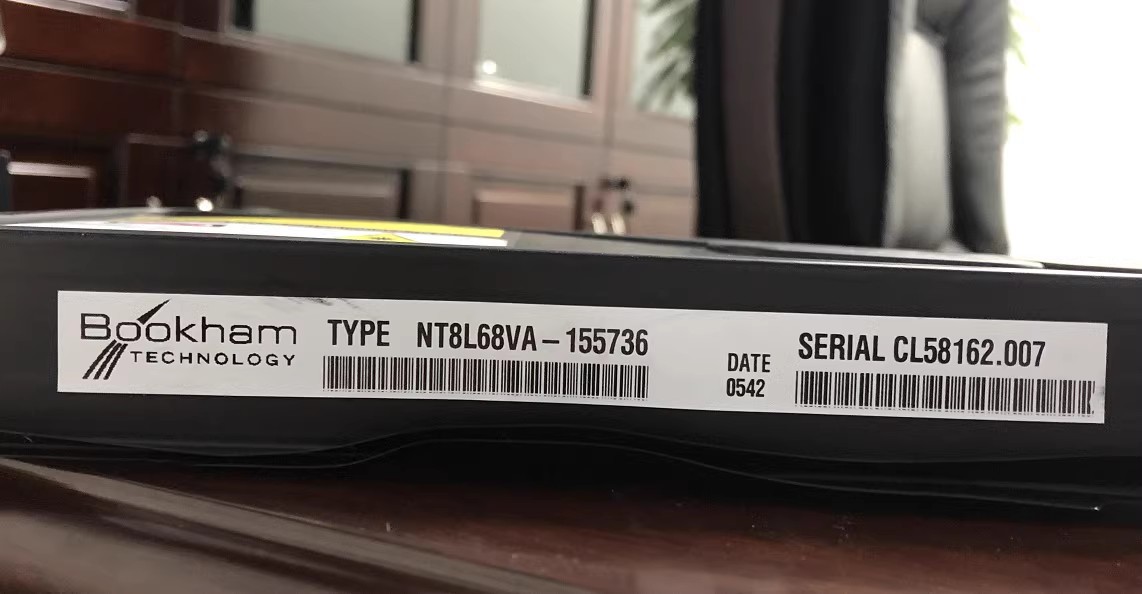 Bookham
TECHNOLOGY
TYPE NT8L68VA – 155736
DATE
0542
SERIAL CL58162.007